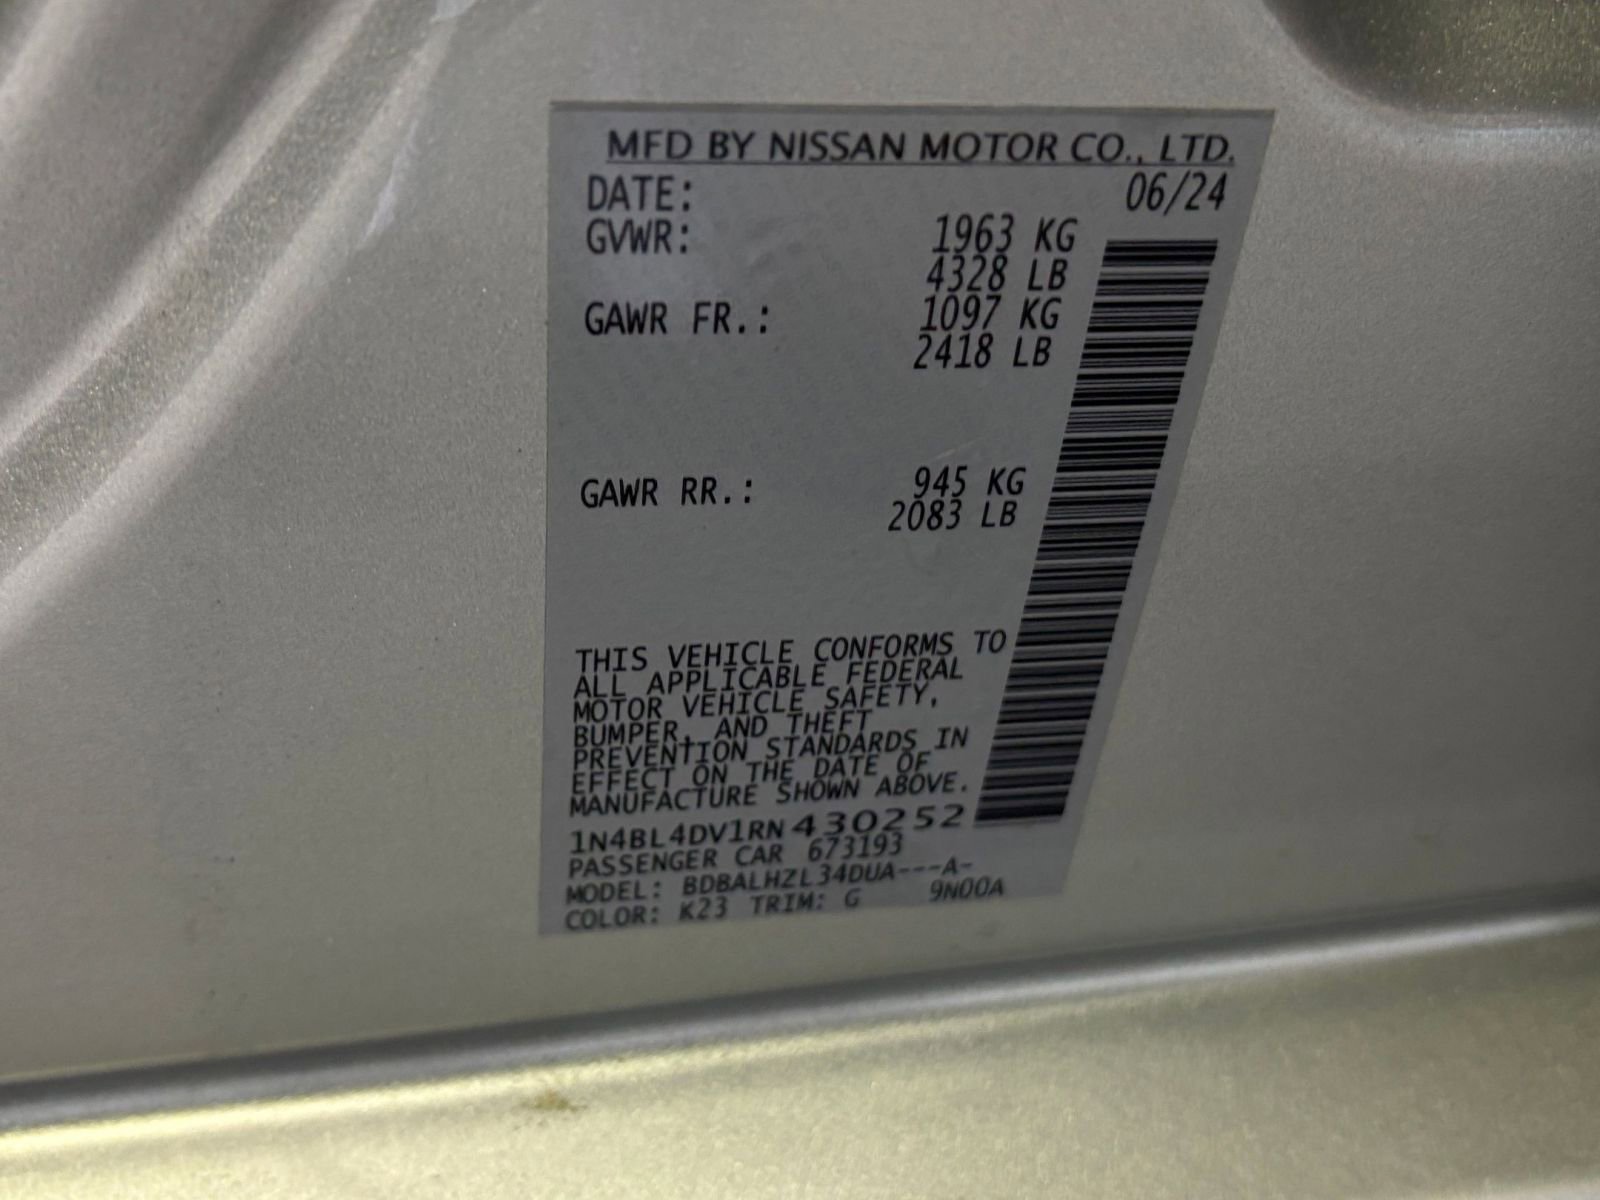 MFD BY NISSAN MOTOR CO., LTD.
DATE: 06/24
GVWR: 1963 KG
4328 LB
GAWR FR.: 1097 KG
2418 LB
GAWR RR.: 945 KG
2083 LB
THIS VEHICLE CONFORMS TO
ALL APPLICABLE FEDERAL
MOTOR VEHICLE SAFETY,
BUMPER, AND THEFT
PREVENTION STANDARDS IN
EFFECT ON THE DATE OF
MANUFACTURE SHOWN ABOVE.
1N4BL4DV1RN430252
PASSENGER CAR 673193
MODEL: BDBALHZL34DUA---A-
COLOR: K23 TRIM: G 9N00A